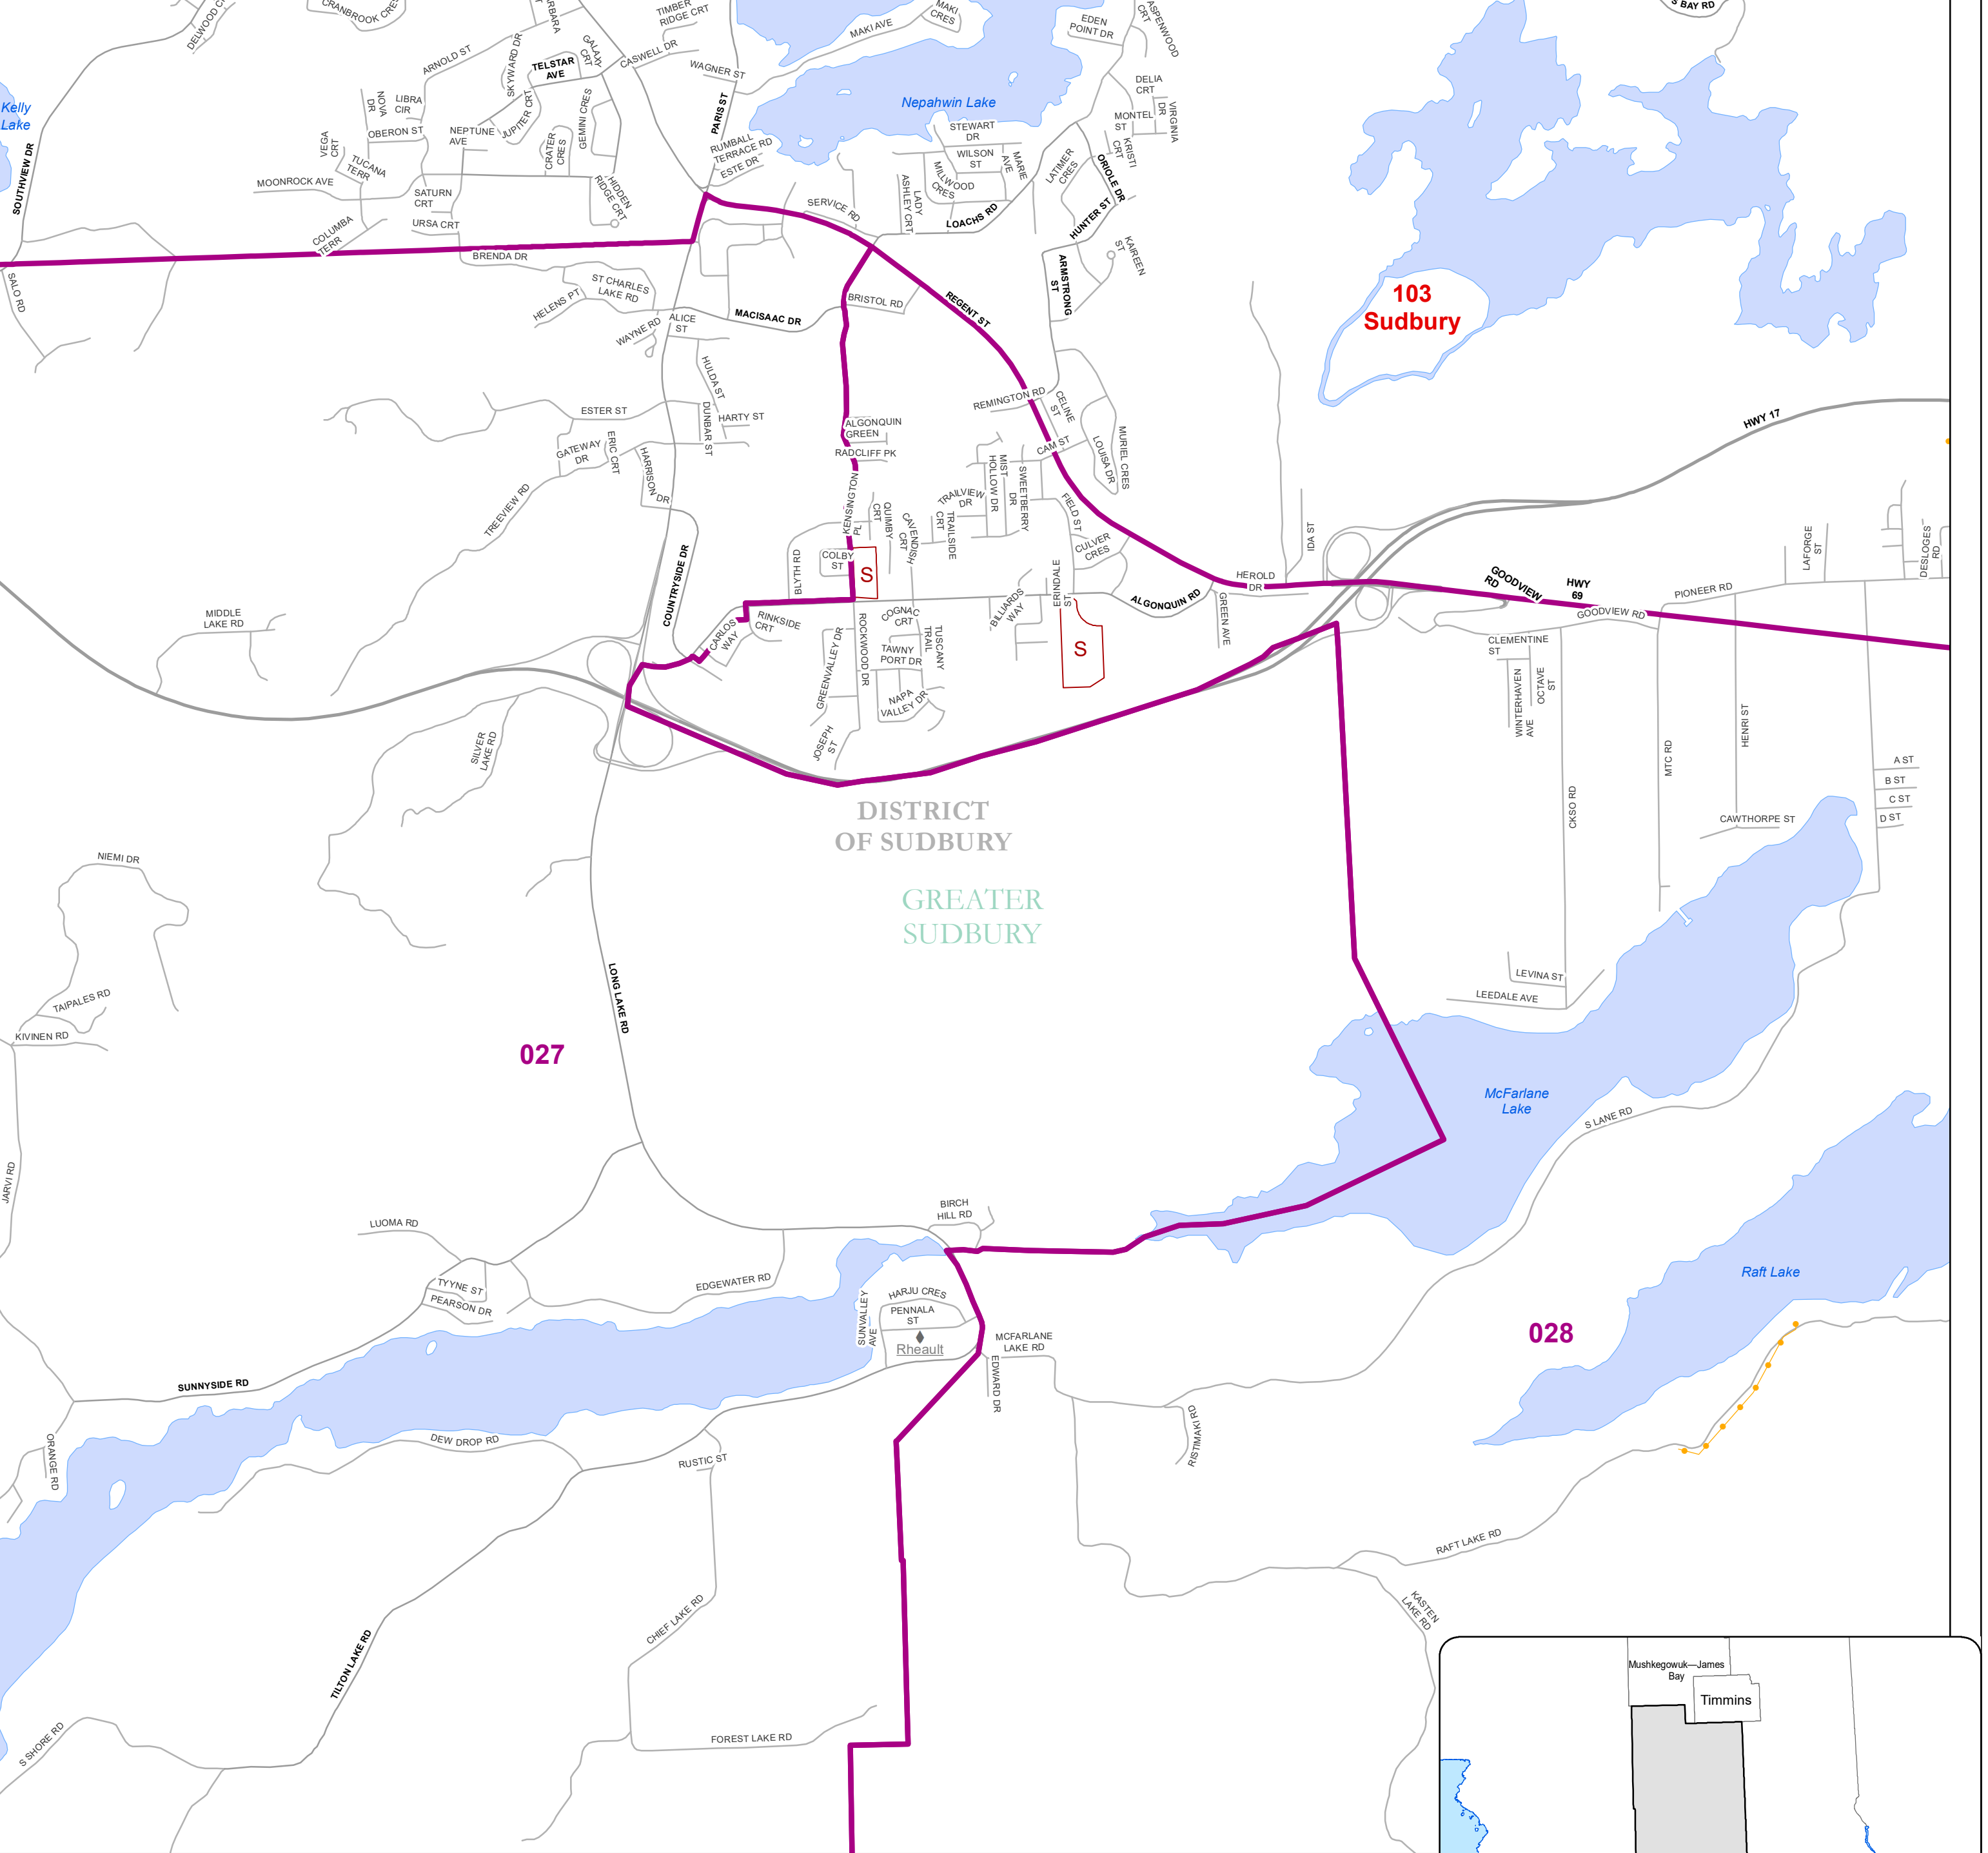 CRANBROOK CRES
DELWOOD
ARNOLD ST
SKYWARD DR
TELSTAR
AVE
GALAXY
CRT
TIMBER
RIDGE CRT
CASWELL DR
WAGNER ST
PARIS ST
MAKI AVE
MAKI
CRES
EDEN
POINT DR
ASPENWOOD
CRT
S BAY RD
Kelly
Lake
SOUTHVIEW DR
NOVA
DR
LIBRA
CIR
OBERON ST
NEPTUNE
AVE
JUPITER CRT
CRATER
CRES
GEMINI CRES
VEGA
CRT
TUCANA
TERR
MOONROCK AVE
SATURN
CRT
URSA CRT
HIDDEN
RIDGE CRT
COLUMBA
TERR
RUMBALL
TERRACE RD
ESTE DR
Nepahwin Lake
STEWART
DR
WILSON
ST
MARIE
AVE
MILLWOOD
CRES
LADY
ASHLEY CRT
LOACHS RD
LATIMER
CRES
DELIA
CRT
VIRGINIA
DR
MONTEL
ST
KRISTI
CRT
ORIOLE DR
HUNTER ST
KAIREEN
ST
ARMSTRONG
ST
SERVICE RD
SALO RD
BRENDA DR
ST CHARLES
LAKE RD
HELENS PT
WAYNE RD
ALICE
ST
MACISAAC DR
BRISTOL RD
REGENT ST
103
Sudbury
HULDA ST
ESTER ST
DUNBAR ST
HARTY ST
GATEWAY
DR
ERIC CRT
HARRISON
DR
TREEVIEW RD
ALGONQUIN
GREEN
RADCLIFF PK
KENSINGTON
PL
REMINGTON RD
CELINE
ST
CAM ST
LOUISA DR
MURIEL CRES
MIST
HOLLOW DR
SWEETBERRY
DR
TRAILVIEW
DR
TRAILSIDE
CRT
QUIMBY
CRT
CAVENDISH
CRT
FIELD ST
CULVER
CRES
HWY 17
IDA ST
HEROLD
DR
GREEN AVE
GOODVIEW
RD
HWY
69
GOODVIEW RD
PIONEER RD
LAFORGE
ST
DESLOGES
RD
COUNTRYSIDE DR
BLYTH RD
COLBY
ST
S
CARLOS
WAY
RINKSIDE
CRT
GREENVALLEY DR
ROCKWOOD DR
COGNAC
CRT
TAWNY
PORT DR
TUSCANY
TRAIL
NAPA
VALLEY DR
JOSEPH
ST
BILLIARDS
WAY
ERINDALE
ST
S
ALGONQUIN RD
MIDDLE
LAKE RD
SILVER
LAKE RD
CLEMENTINE
ST
WINTERHAVEN
AVE
OCTAVE
ST
CKSO RD
MTC RD
HENRI ST
CAWTHORPE ST
A ST
B ST
C ST
D ST
DISTRICT
OF SUDBURY
GREATER
SUDBURY
NIEMI DR
TAIPALES RD
KIVINEN RD
JARVI RD
LONG LAKE RD
027
LEVINA ST
LEEDALE AVE
McFarlane
Lake
S LANE RD
Raft Lake
028
LUOMA RD
TYYNE ST
PEARSON DR
EDGEWATER RD
BIRCH
HILL RD
HARJU CRES
PENNALA
ST
SUNVALLEY
AVE
Rheault
MCFARLANE
LAKE RD
EDWARD DR
RISTIMAKI RD
SUNNYSIDE RD
ORANGE RD
DEW DROP RD
RUSTIC ST
CHIEF LAKE RD
TILTON LAKE RD
S SHORE RD
FOREST LAKE RD
RAFT LAKE RD
KASTEN
LAKE RD
Mushkegowuk—James
Bay
Timmins